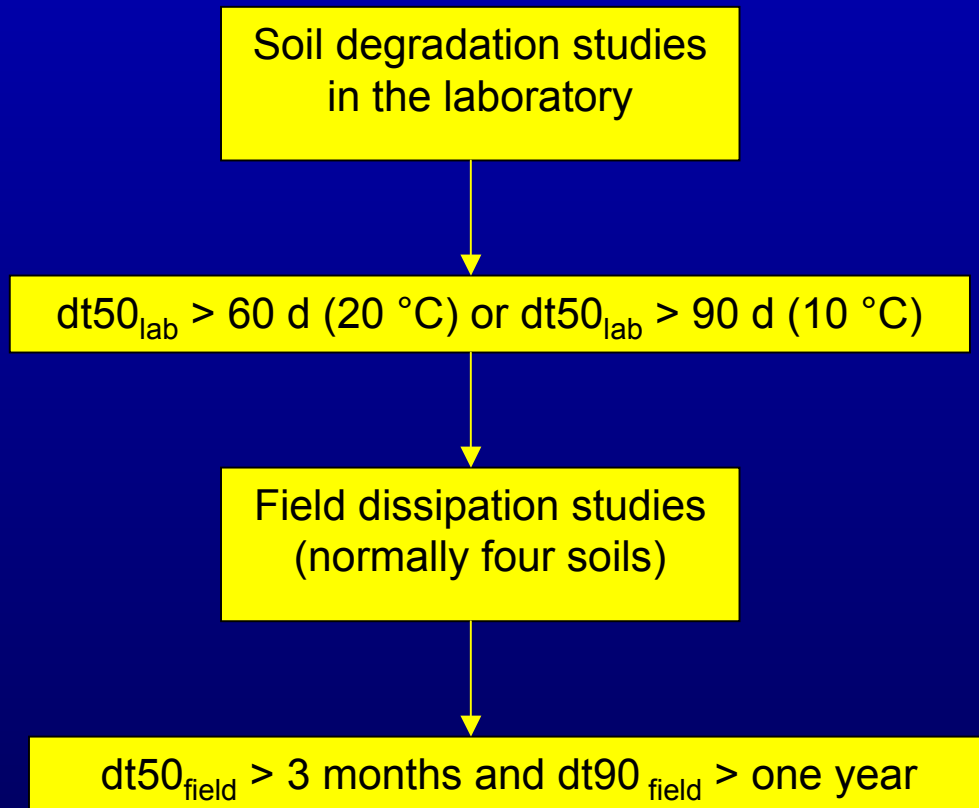 Soil degradation studies
in the laboratory
dt50lab > 60 d (20 °C) or dt50lab > 90 d (10 °C)
Field dissipation studies
(normally four soils)
dt50field > 3 months and dt90 field > one year